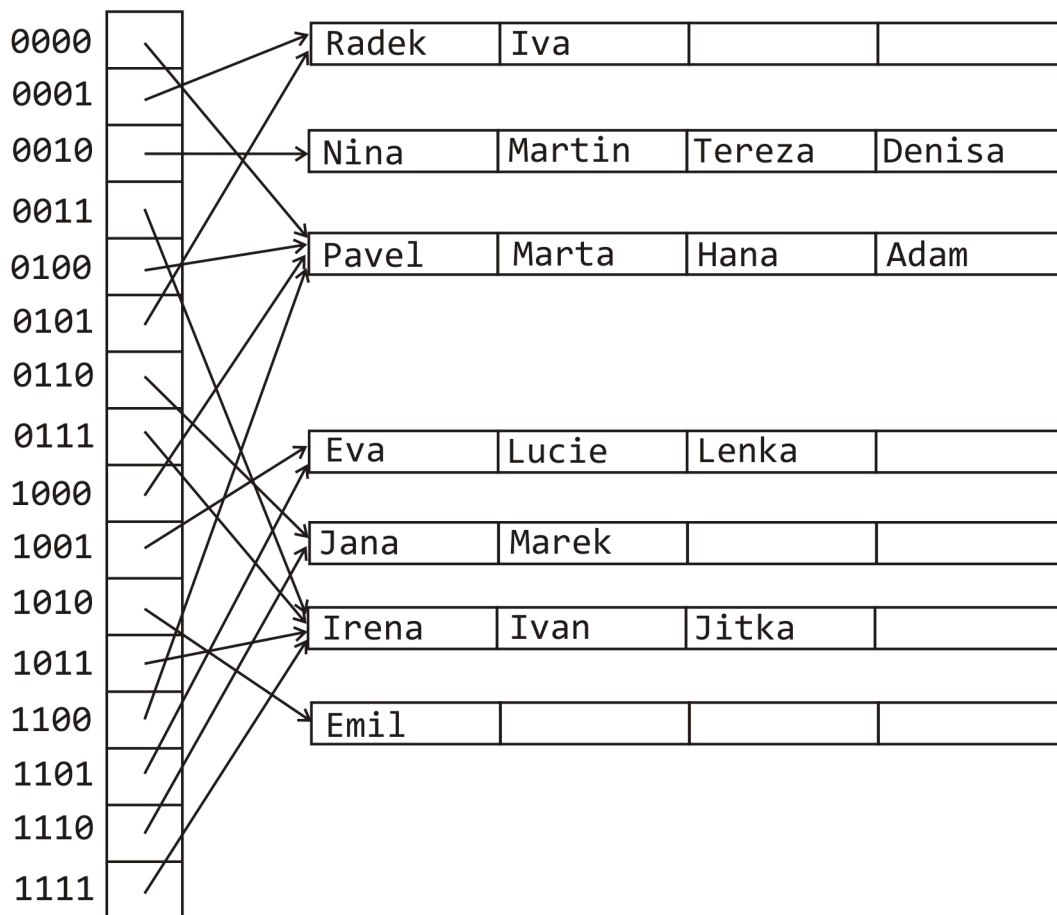 0000
0001
0010
0011
0100
0101
0110
0111
1000
1001
1010
1011
1100
1101
1110
1111
Radek Iva
Nina Martin Tereza Denisa
Pavel Marta Hana Adam
Eva Lucie Lenka
Jana Marek
Irena Ivan Jitka
Emil